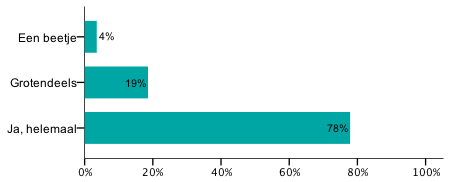 Een beetje 4%
Grotendeels 19%
Ja, helemaal 78%
0% 20% 40% 60% 80% 100%